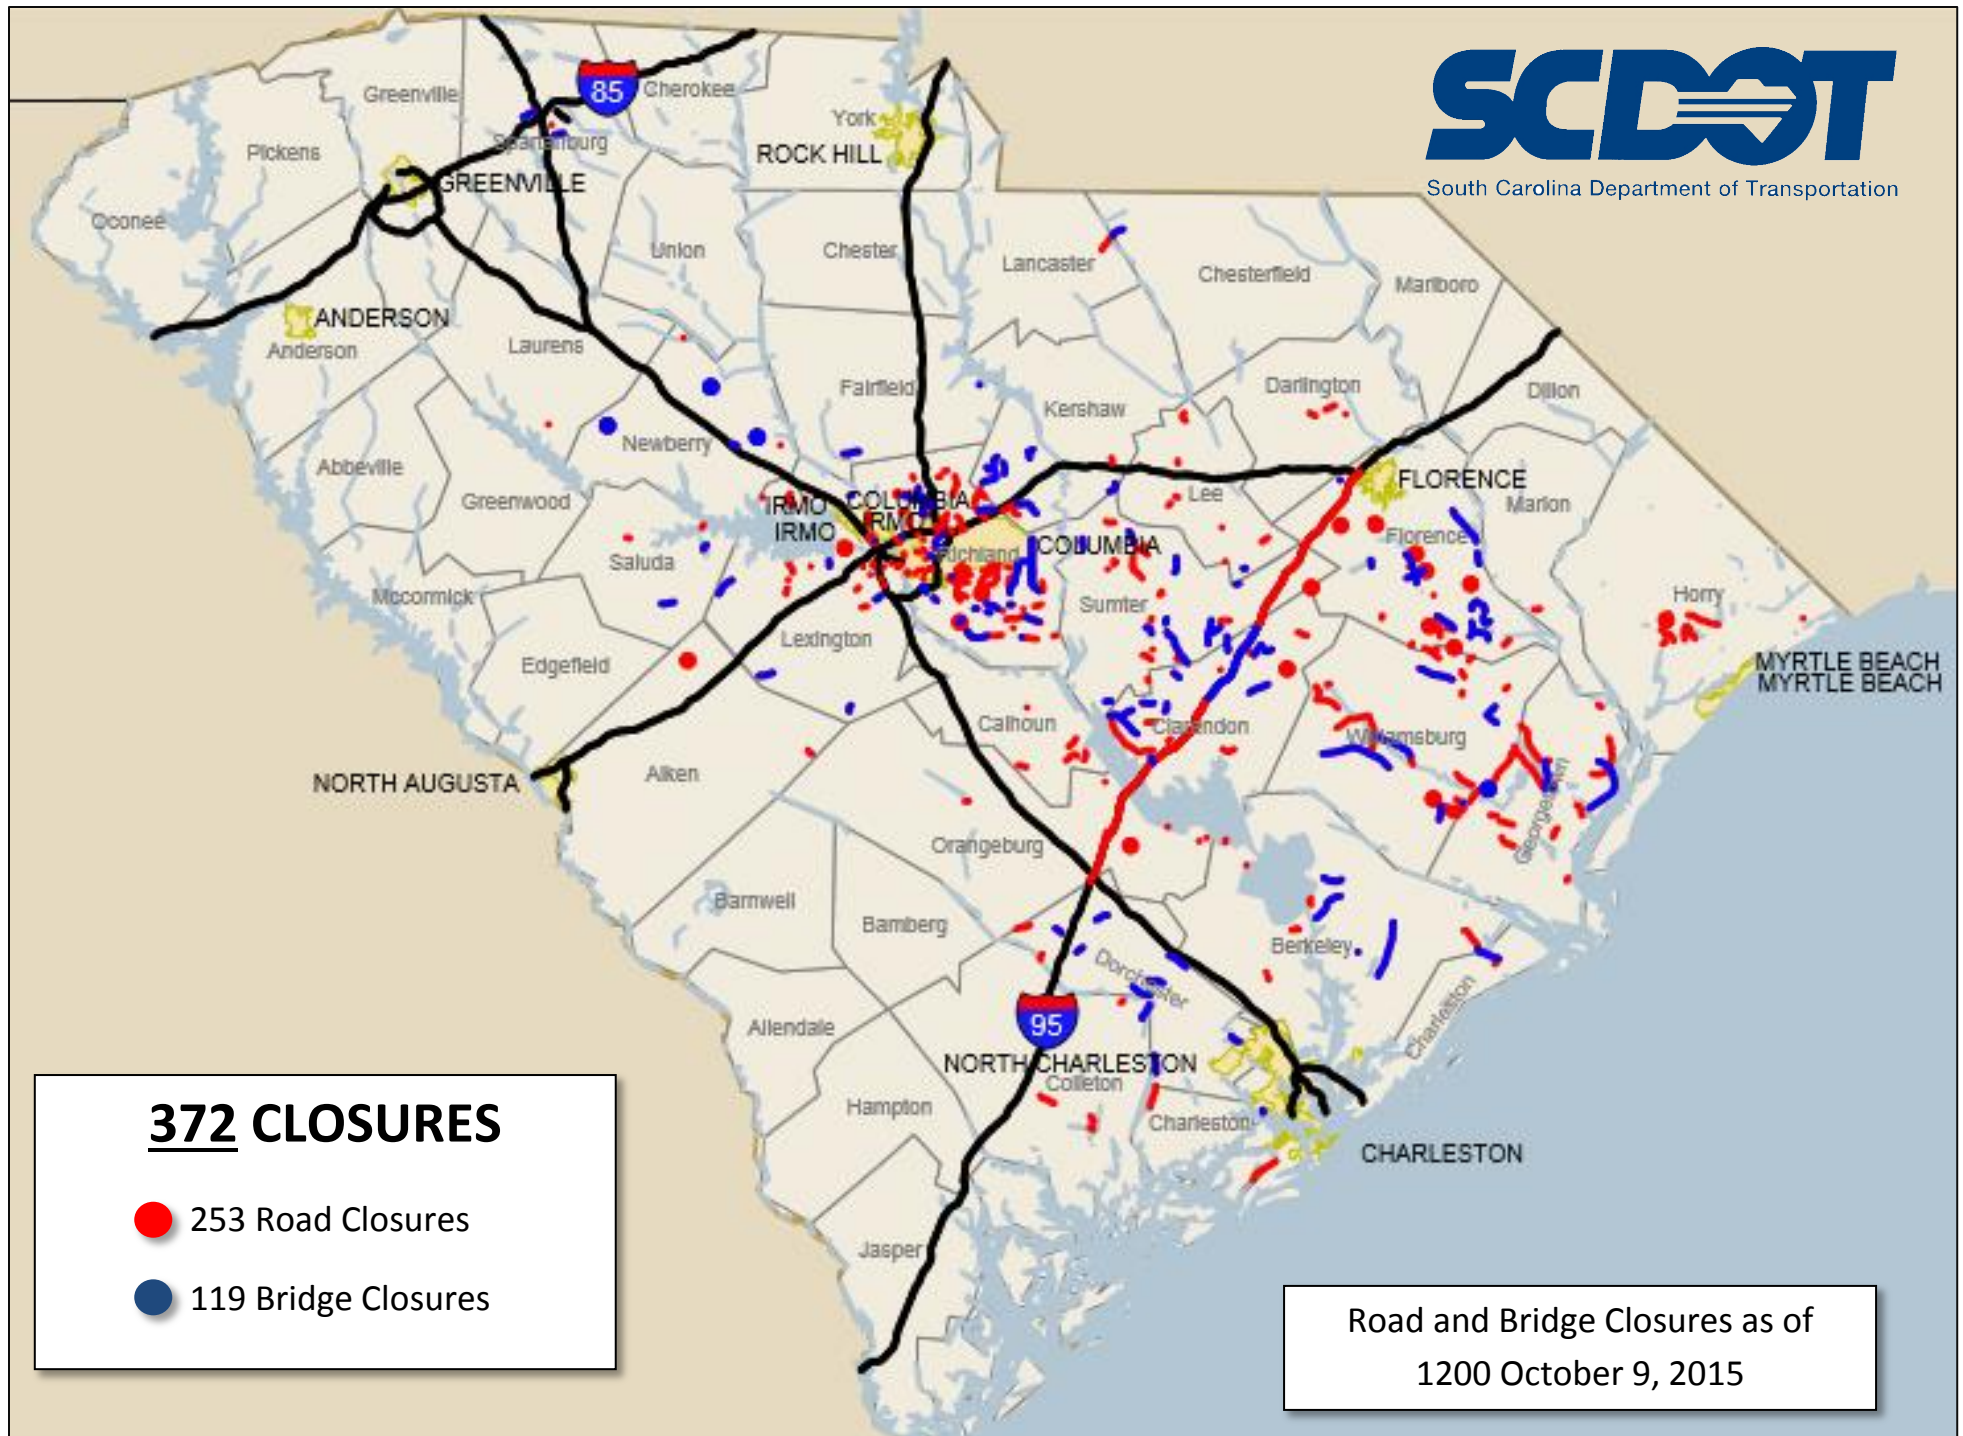 SCDOT
South Carolina Department of Transportation
85
Cherokee
Greenville
York
Spartanburg
ROCK HILL
Pickens
GREENVILLE
Oconee
Union
Chester
Lancaster
Chesterfield
Marlboro
ANDERSON
Anderson
Laurens
Fairfield
Kershaw
Darlington
Dillon
Newberry
Abbeville
Greenwood
FLORENCE
Lee
Marion
IRMO
COLUMBIA
IRMO
IRMO
Richland
COLUMBIA
Florence
Saluda
Mccormick
Sumter
Horry
Lexington
Edgefield
MYRTLE BEACH
MYRTLE BEACH
Calhoun
Clarendon
Williamsburg
NORTH AUGUSTA
Aiken
Georgetown
Orangeburg
Barnwell
Bamberg
Berkeley
Dorchester
Allendale
95
Charleston
NORTH CHARLESTON
Colleton
Hampton
Charleston
CHARLESTON
Jasper
372 CLOSURES
253 Road Closures
119 Bridge Closures
Road and Bridge Closures as of
1200 October 9, 2015